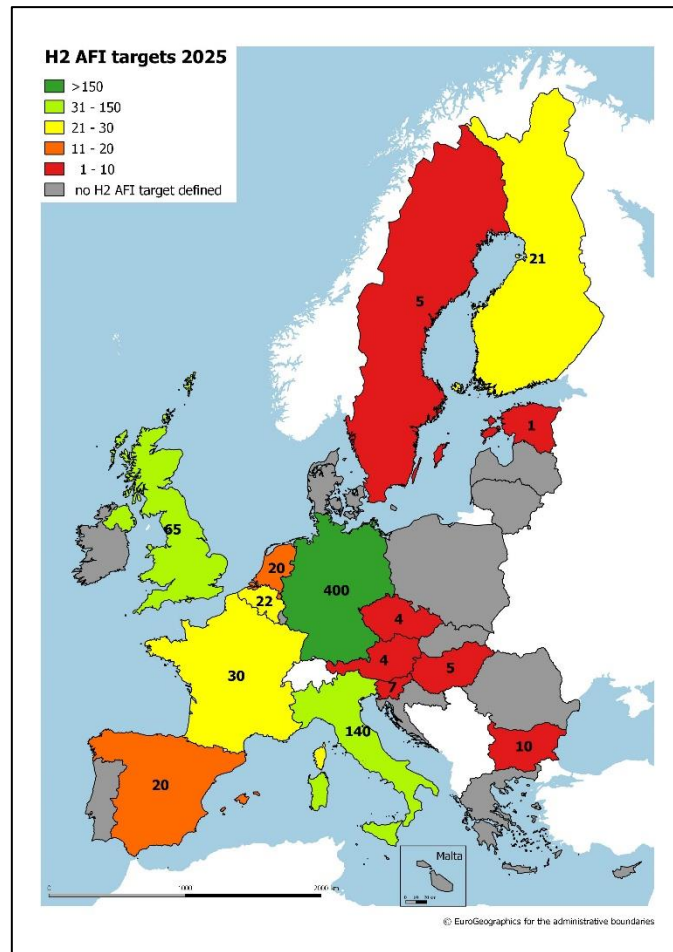 H2 AFI targets 2025
>150
31 - 150
21 - 30
11 - 20
1 - 10
no H2 AFI target defined
21
5
1
65
20
400
22
4
4
5
30
7
10
140
20
Malta
0
1000
2000 km
© EuroGeographics for the administrative boundaries